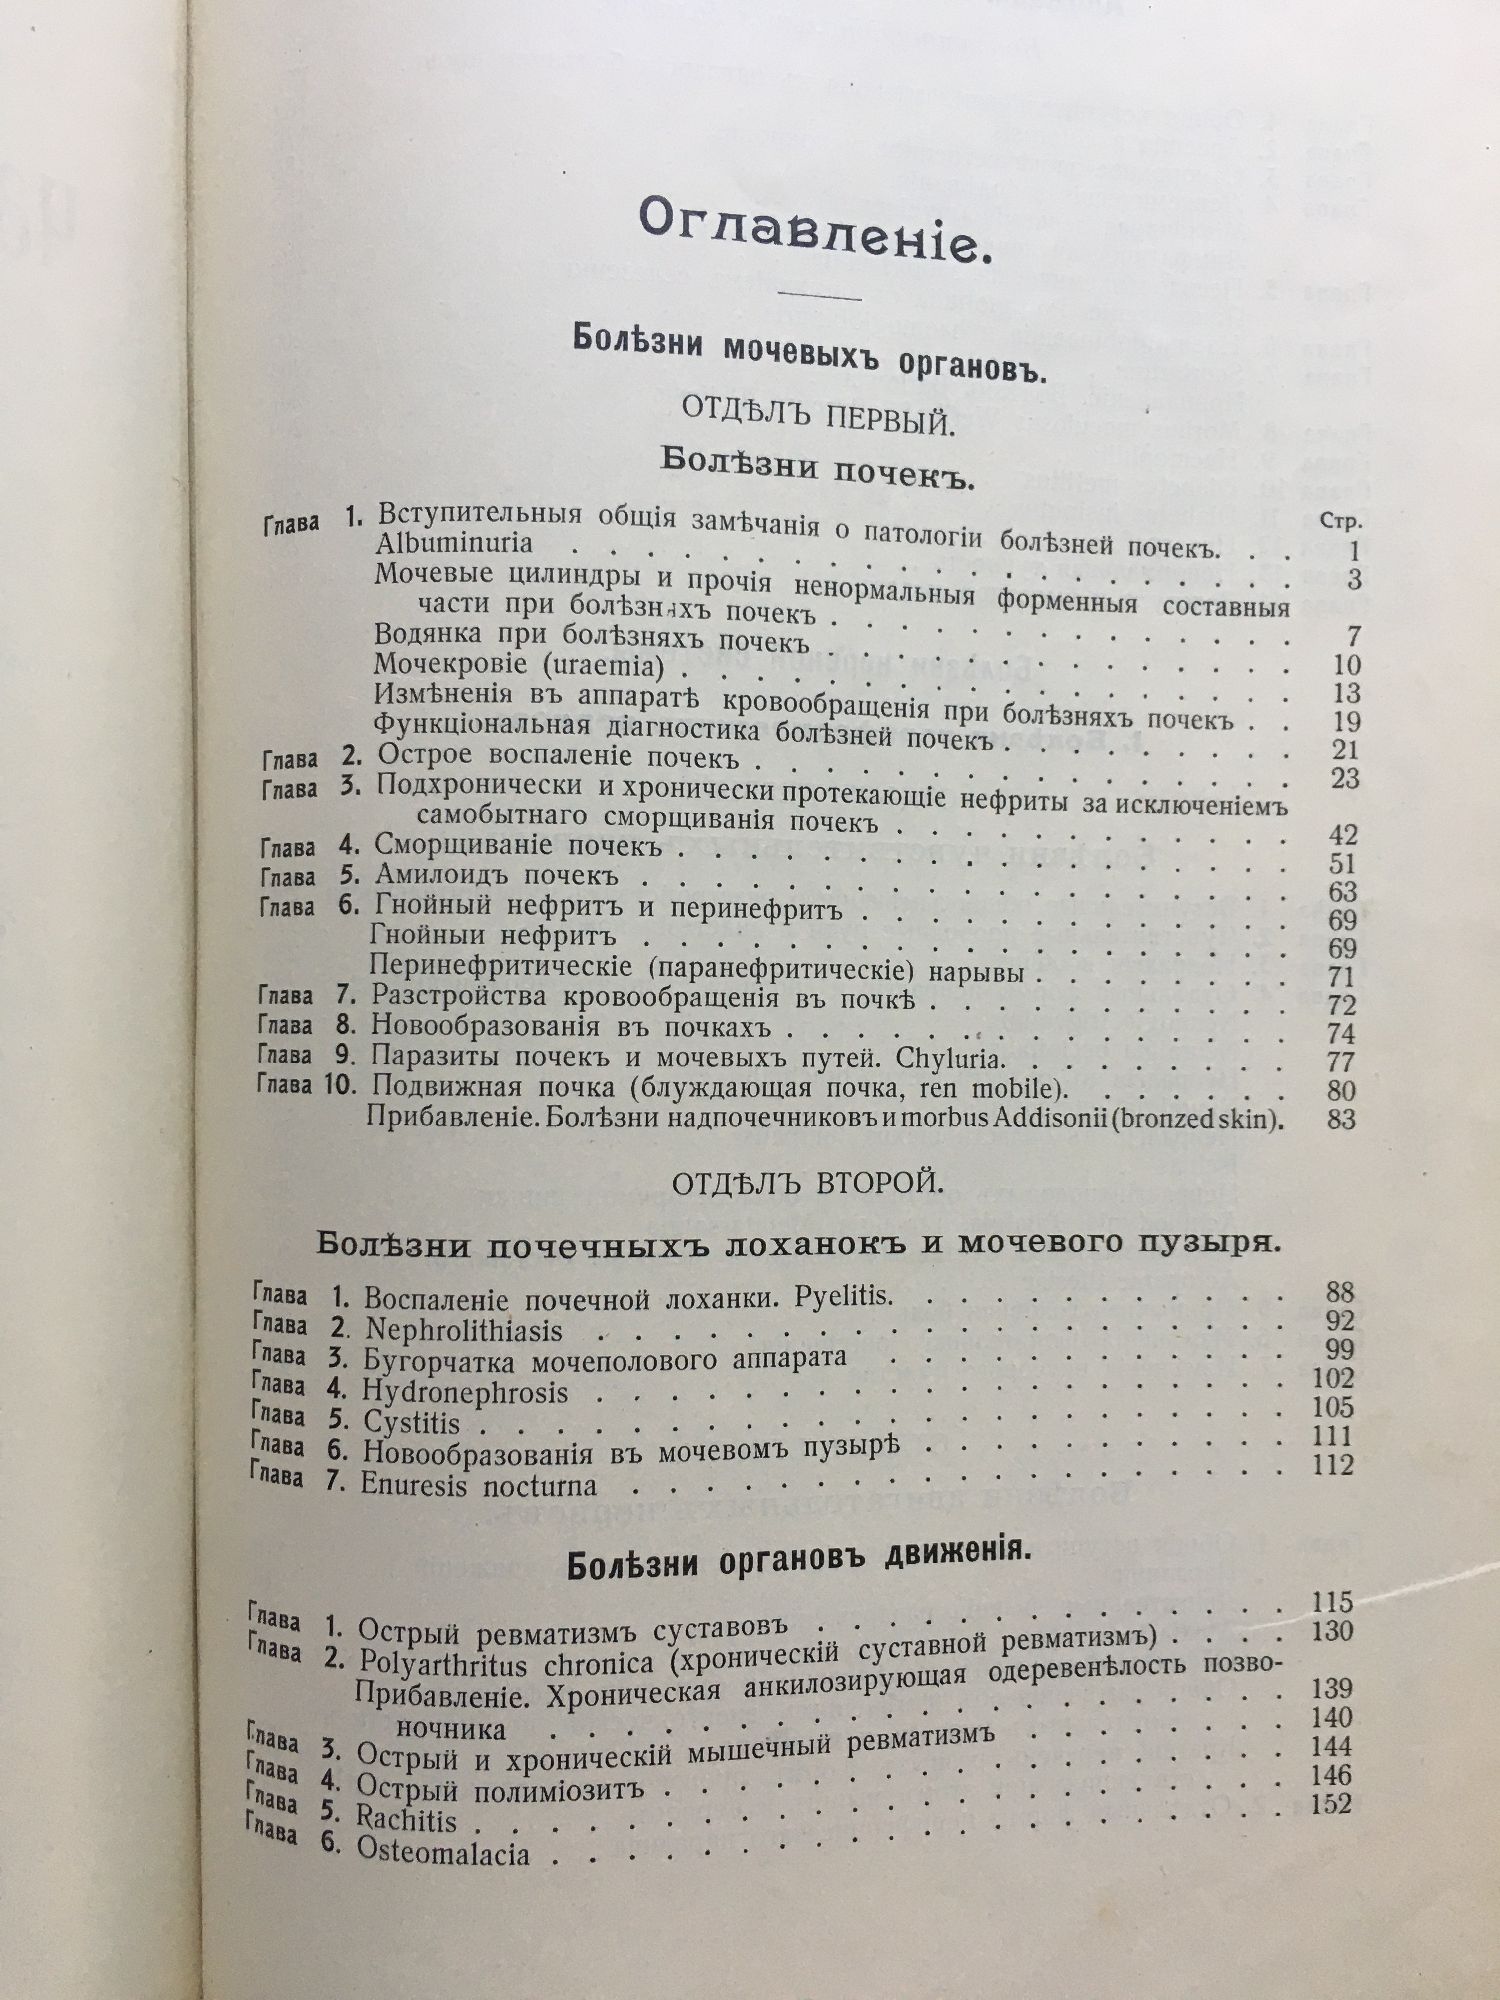 Оглавленіе.
Болѣзни мочевыхъ органовъ.
ОТДѢЛЪ ПЕРВЫЙ.
Болѣзни почекъ.
Стр.
Глава 1. Вступительныя общія замѣчанія о патологіи болѣзней почекъ. . . 1
Albuminuria . . . . . . . . . . . . . . . . . . . . 3
Мочевые цилиндры и прочія ненормальныя форменныя составныя
части при болѣзняхъ почекъ . . . . . . . . . . . . . 7
Водянка при болѣзняхъ почекъ . . . . . . . . . . . . . 10
Мочекровіе (uraemia) . . . . . . . . . . . . . . . . . 13
Измѣненія въ аппаратѣ кровообращенія при болѣзняхъ почекъ . . 19
Функціональная діагностика болѣзней почекъ . . . . . . . . 21
Глава 2. Острое воспаленіе почекъ . . . . . . . . . . . . . . . 23
Глава 3. Подхронически и хронически протекающіе нефриты за исключеніемъ
самобытнаго сморщиванія почекъ . . . . . . . . . . . 42
Глава 4. Сморщиваніе почекъ . . . . . . . . . . . . . . . . . 51
Глава 5. Амилоидъ почекъ . . . . . . . . . . . . . . . . . . 63
Глава 6. Гнойный нефритъ и перинефритъ . . . . . . . . . . . . 69
Гнойныи нефритъ . . . . . . . . . . . . . . . . . . 69
Перинефритическіе (паранефритическіе) нарывы . . . . . . . 71
Глава 7. Разстройства кровообращенія въ почкѣ . . . . . . . . . . 72
Глава 8. Новообразованія въ почкахъ . . . . . . . . . . . . . . 74
Глава 9. Паразиты почекъ и мочевыхъ путей. Chyluria. . . . . . . . 77
Глава 10. Подвижная почка (блуждающая почка, ren mobile). . . . . . . 80
Прибавленіе. Болѣзни надпочечниковъ и morbus Addisonii (bronzed skin). 83
ОТДѢЛЪ ВТОРОЙ.
Болѣзни почечныхъ лоханокъ и мочевого пузыря.
Глава 1. Воспаленіе почечной лоханки. Pyelitis. . . . . . . . . . . 88
Глава 2. Nephrolithiasis . . . . . . . . . . . . . . . . . . . 92
Глава 3. Бугорчатка мочеполового аппарата . . . . . . . . . . . 99
Глава 4. Hydronephrosis . . . . . . . . . . . . . . . . . . . 102
Глава 5. Cystitis . . . . . . . . . . . . . . . . . . . . . . 105
Глава 6. Новообразованія въ мочевомъ пузырѣ . . . . . . . . . . 111
Глава 7. Enuresis nocturna . . . . . . . . . . . . . . . . . . 112
Болѣзни органовъ движенія.
Глава 1. Острый ревматизмъ суставовъ . . . . . . . . . . . . . 115
Глава 2. Polyarthritus chronica (хроническій суставной ревматизмъ) . . . . 130
Прибавленіе. Хроническая анкилозирующая одеревенѣлость позво-
ночника . . . . . . . . . . . . . . . . . . . . 139
Глава 3. Острый и хроническій мышечный ревматизмъ . . . . . . . 140
Глава 4. Острый полиміозитъ . . . . . . . . . . . . . . . . . 144
Глава 5. Rachitis . . . . . . . . . . . . . . . . . . . . . . 146
Глава 6. Osteomalacia . . . . . . . . . . . . . . . . . . . . 152